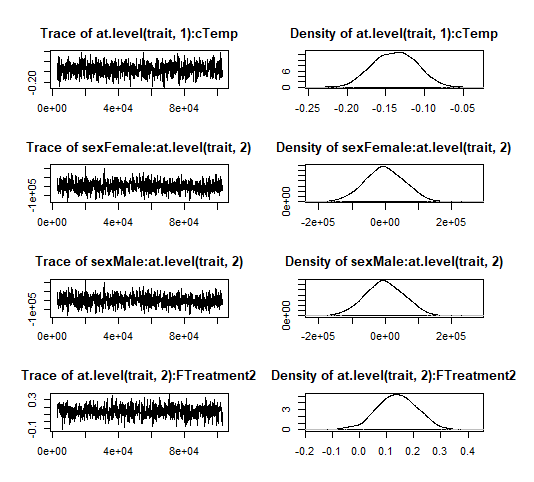 Trace of at.level(trait, 1):cTemp
-0.20
0e+00 4e+04 8e+04
Density of at.level(trait, 1):cTemp
0 6
-0.25 -0.20 -0.15 -0.10 -0.05
Trace of sexFemale:at.level(trait, 2)
-1e+05
0e+00 4e+04 8e+04
Density of sexFemale:at.level(trait, 2)
0e+00
-2e+05 0e+00 2e+05
Trace of sexMale:at.level(trait, 2)
-1e+05
0e+00 4e+04 8e+04
Density of sexMale:at.level(trait, 2)
0e+00
-2e+05 0e+00 2e+05
Trace of at.level(trait, 2):FTreatment2
-0.1 0.3
0e+00 4e+04 8e+04
Density of at.level(trait, 2):FTreatment2
0 3
-0.2 -0.1 0.0 0.1 0.2 0.3 0.4